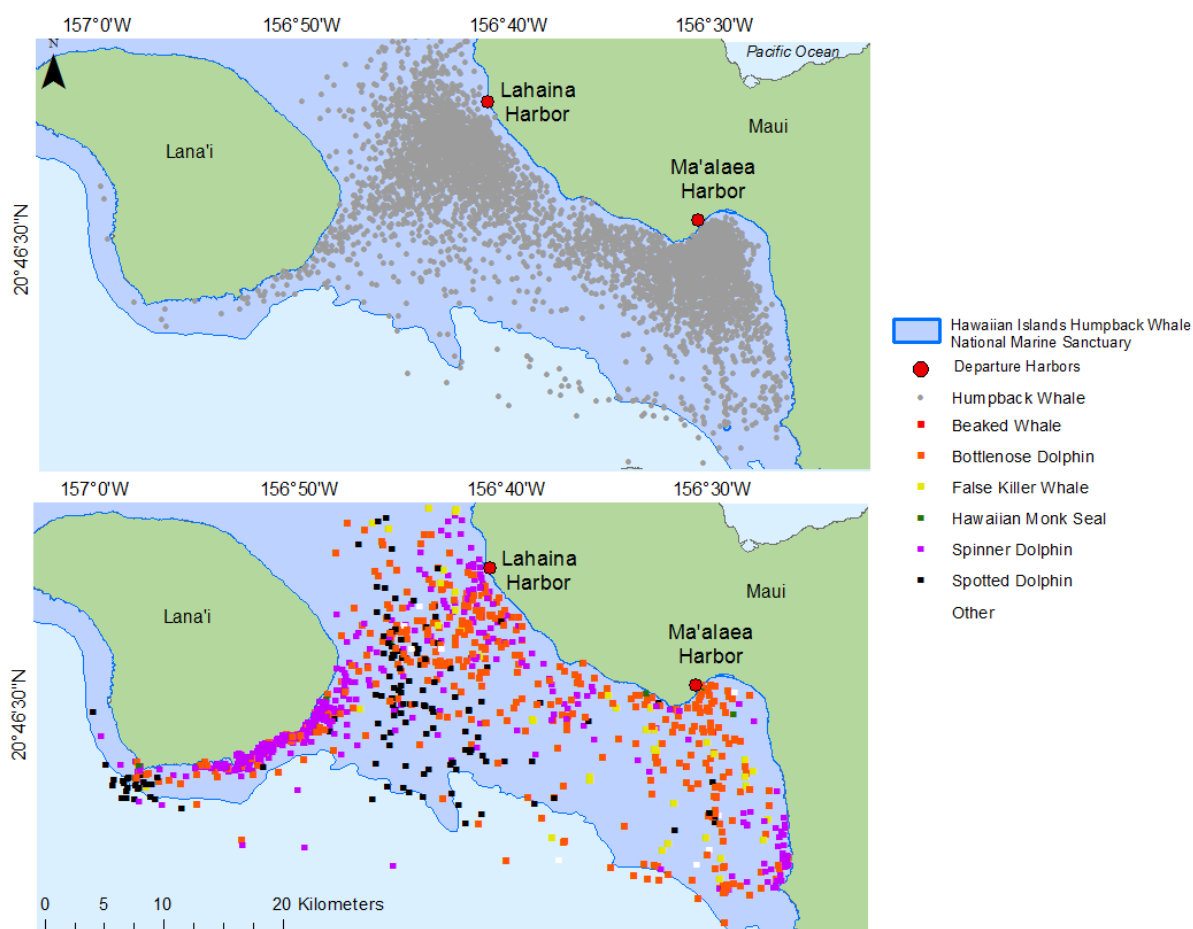 157°0'W 156°50'W 156°40'W 156°30'W
N
Pacific Ocean
Lahaina
Harbor
Maui
Lana'i
Ma'alaea
Harbor
20°46'30"N
157°0'W 156°50'W 156°40'W 156°30'W
Lahaina
Harbor
Maui
Lana'i
Ma'alaea
Harbor
20°46'30"N
0 5 10 20 Kilometers
Hawaiian Islands Humpback Whale
National Marine Sanctuary
Departure Harbors
Humpback Whale
Beaked Whale
Bottlenose Dolphin
False Killer Whale
Hawaiian Monk Seal
Spinner Dolphin
Spotted Dolphin
Other